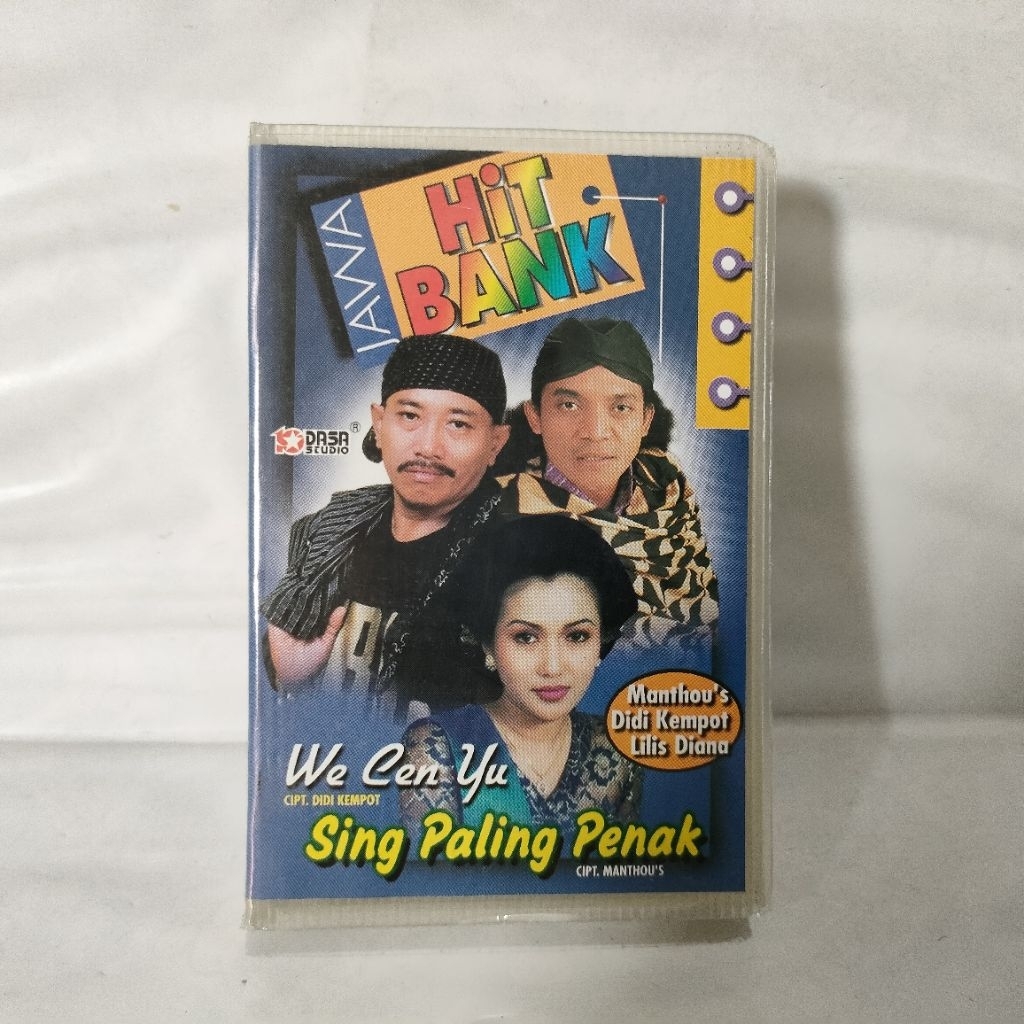 JAWA
HiT
BANK
DASA
STUDIO
®
Manthou's
Didi Kempot
Lilis Diana
We Cen Yu
CIPT. DIDI KEMPOT
Sing Paling Penak
CIPT. MANTHOU'S